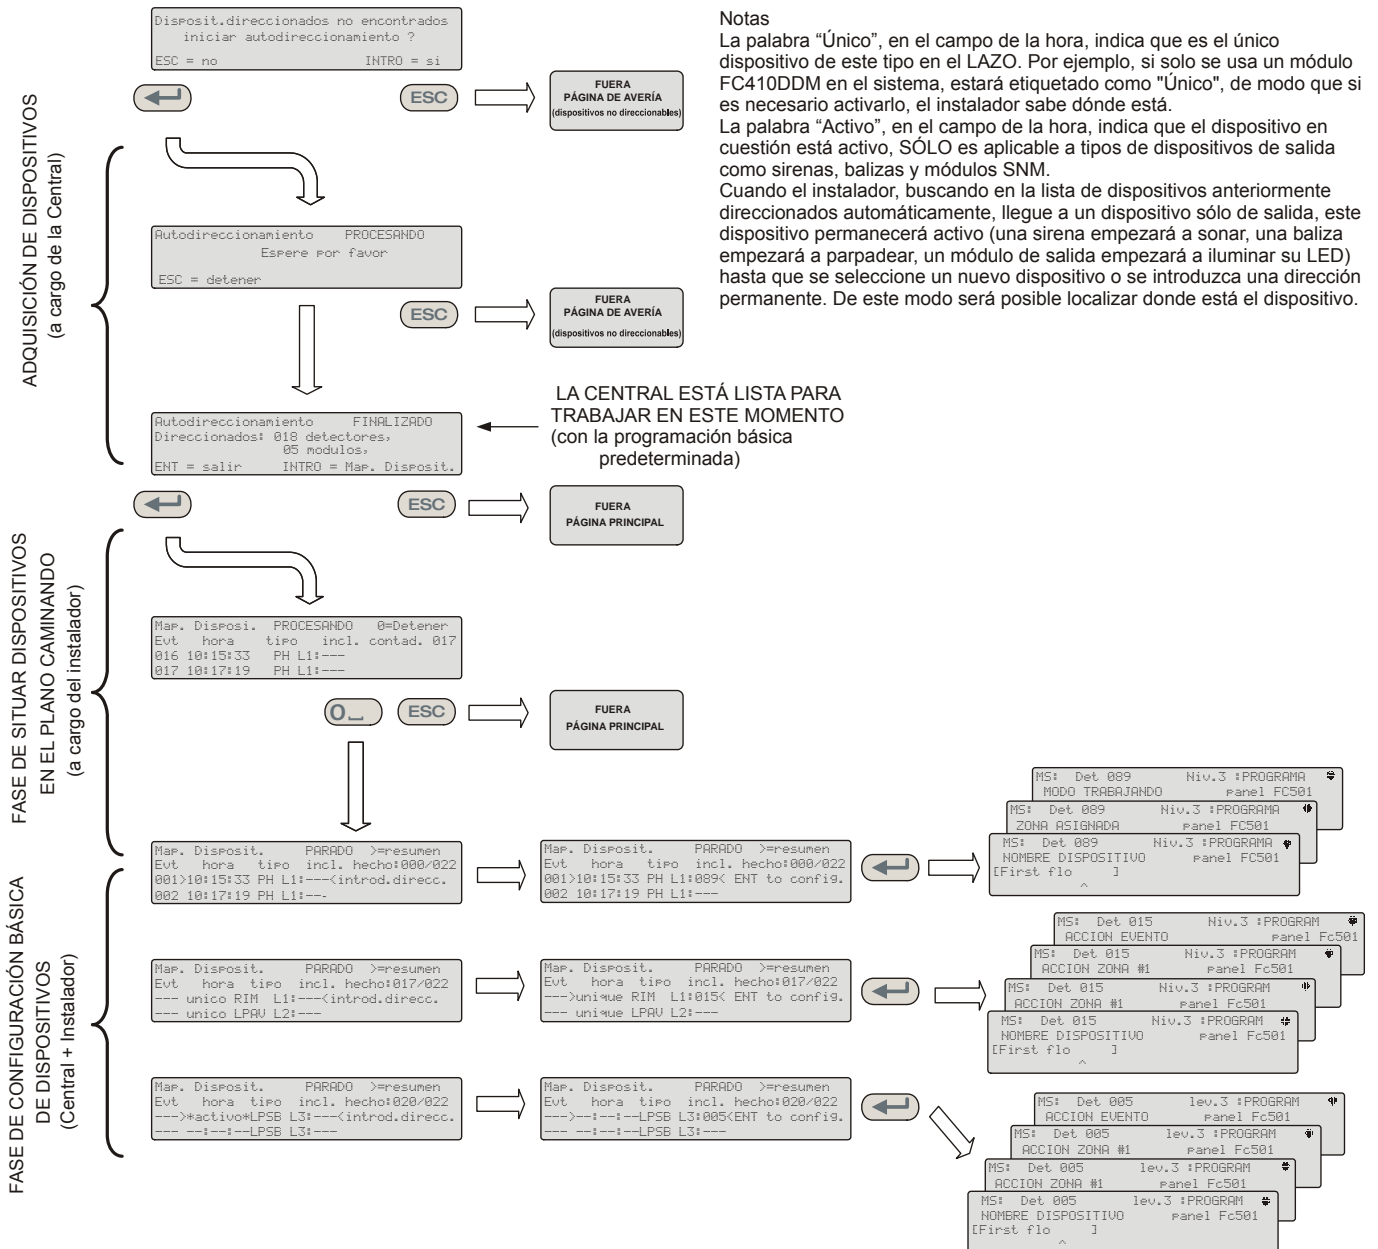 Disposit.direccionados no encontrados
iniciar autodireccionamiento ?
ESC = no INTRO = si
ESC
FUERA
PÁGINA DE AVERÍA
(dispositivos no direccionables)
Notas
La palabra “Único”, en el campo de la hora, indica que es el único
dispositivo de este tipo en el LAZO. Por ejemplo, si solo se usa un módulo
FC410DDM en el sistema, estará etiquetado como "Único", de modo que si
es necesario activarlo, el instalador sabe dónde está.
La palabra “Activo”, en el campo de la hora, indica que el dispositivo en
cuestión está activo, SÓLO es aplicable a tipos de dispositivos de salida
como sirenas, balizas y módulos SNM.
Cuando el instalador, buscando en la lista de dispositivos anteriormente
direccionados automáticamente, llegue a un dispositivo sólo de salida, este
dispositivo permanecerá activo (una sirena empezará a sonar, una baliza
empezará a parpadear, un módulo de salida empezará a iluminar su LED)
hasta que se seleccione un nuevo dispositivo o se introduzca una dirección
permanente. De este modo será posible localizar donde está el dispositivo.
ADQUISICIÓN DE DISPOSITIVOS
(a cargo de la Central)
Autodireccionamiento PROCESANDO
Espere por favor
ESC = detener
ESC
FUERA
PÁGINA DE AVERÍA
(dispositivos no direccionables)
Autodireccionamiento FINALIZADO
Direccionados: 018 detectores,
05 modulos,
ENT = salir INTRO = Map. Disposit.
LA CENTRAL ESTÁ LISTA PARA
TRABAJAR EN ESTE MOMENTO
(con la programación básica
predeterminada)
ESC
FUERA
PÁGINA PRINCIPAL
FASE DE SITUAR DISPOSITIVOS
EN EL PLANO CAMINANDO
(a cargo del instalador)
Map. Disposi. PROCESANDO 0=Detener
Evt hora tipo incl. contad. 017
016 10:15:33 PH L1:---
017 10:17:19 PH L1:---
0
ESC
FUERA
PÁGINA PRINCIPAL
FASE DE CONFIGURACIÓN BÁSICA
DE DISPOSITIVOS
(Central + Instalador)
Map. Disposit. PARADO >=resumen
Evt hora tipo incl. hecho:000/022
001>10:15:33 PH L1:---<introd.direcc.
002 10:17:19 PH L1:--.
Map. Disposit. PARADO >=resumen
Evt hora tipo incl. hecho:000/022
001>10:15:33 PH L1:089< ENT to config.
002 10:17:19 PH L1:---
MS: Det 089 Niv.3 :PROGRAMA
MODO TRABAJANDO panel FC501
MS: Det 089 Niv.3 :PROGRAMA
ZONA ASIGNADA panel FC501
MS: Det 089 Niv.3 :PROGRAMA
NOMBRE DISPOSITIVO panel FC501
[First flo ]
^
Map. Disposit. PARADO >=resumen
Evt hora tipo incl. hecho:017/022
--- unico RIM L1:---<introd.direcc.
--- unico LPAV L2:---
Map. Disposit. PARADO >=resumen
Evt hora tipo incl. hecho:017/022
--->unique RIM L1:015< ENT to config.
--- unique LPAV L2:---
MS: Det 015 Niv.3 :PROGRAM
ACCION EVENTO panel Fc501
MS: Det 015 Niv.3 :PROGRAM
ACCION ZONA #1 panel Fc501
MS: Det 015 Niv.3 :PROGRAM
ACCION ZONA #1 panel Fc501
MS: Det 015 Niv.3 :PROGRAM
NOMBRE DISPOSITIVO panel Fc501
[First flo ]
^
Map. Disposit. PARADO >=resumen
Evt hora tipo incl. hecho:020/022
--->*activo*LPSB L3:---<introd.direcc.
--- --:--:--LPSB L3:---
Map. Disposit. PARADO >=resumen
Evt hora tipo incl. hecho:020/022
--->--:--:--LPSB L3:005<ENT to config.
--- --:--:--LPSB L3:---
MS: Det 005 lev.3 :PROGRAM
ACCION EVENTO panel Fc501
MS: Det 005 lev.3 :PROGRAM
ACCION ZONA #1 panel Fc501
MS: Det 005 lev.3 :PROGRAM
ACCION ZONA #1 panel Fc501
MS: Det 005 lev.3 :PROGRAM
NOMBRE DISPOSITIVO panel Fc501
[First flo ]
^